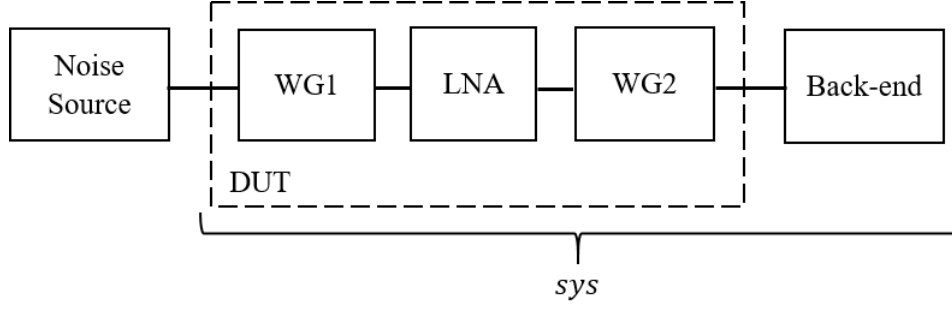 Noise
Source
WG1
LNA
WG2
Back-end
DUT
sys